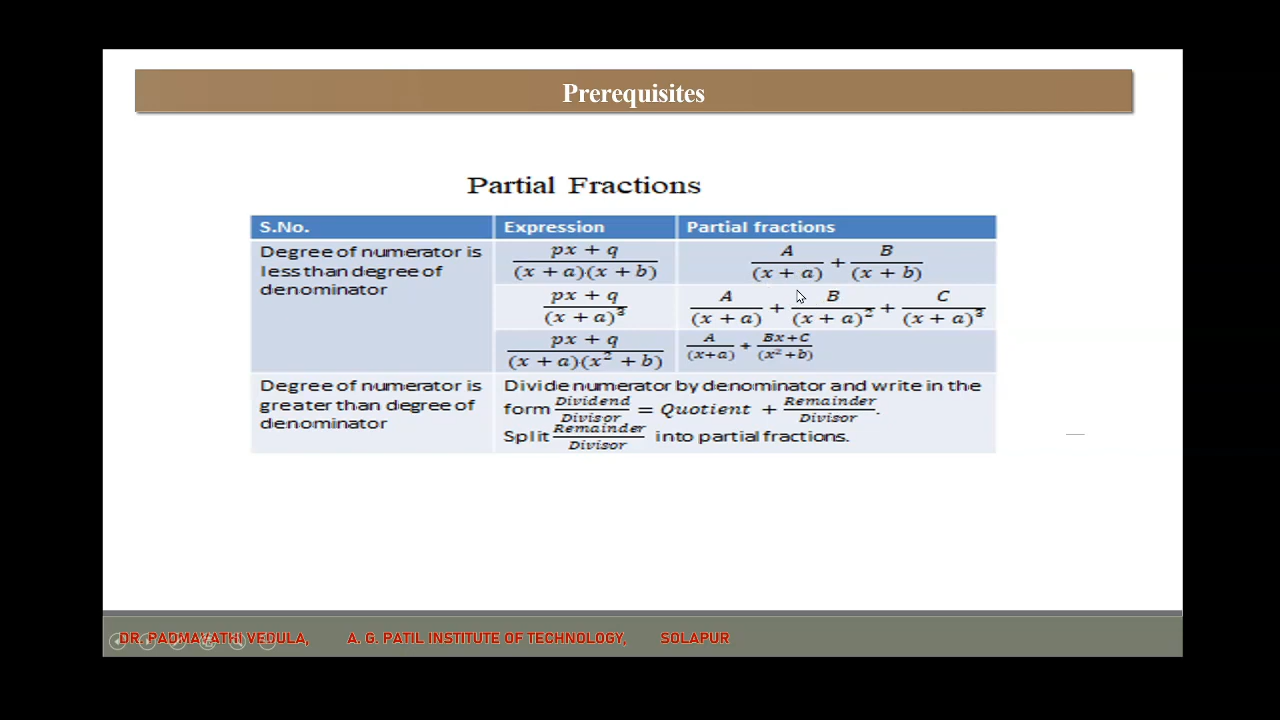 Prerequisites
Partial Fractions
S.No. Expression Partial fractions
Degree of numerator is less than degree of denominator
(px + q)/((x + a)(x + b)) A/(x + a) + B/(x + b)
(px + q)/(x + a)³ A/(x + a) + B/(x + a)² + C/(x + a)³
(px + q)/((x + a)(x² + b)) A/(x+a) + (Bx+C)/(x²+b)
Degree of numerator is greater than degree of denominator
Divide numerator by denominator and write in the
form Dividend/Divisor = Quotient + Remainder/Divisor.
Split Remainder/Divisor into partial fractions.
DR. PADMAVATHI VEDULA, A. G. PATIL INSTITUTE OF TECHNOLOGY, SOLAPUR